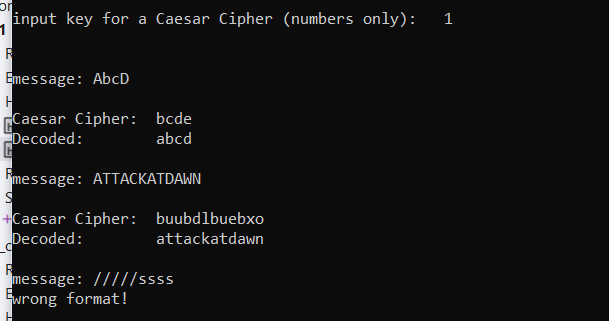 input key for a Caesar Cipher (numbers only):   1
message: AbcD
Caesar Cipher:  bcde
Decoded:        abcd
message: ATTACKATDAWN
Caesar Cipher:  buubdlbuebxo
Decoded:        attackatdawn
message: /////ssss
wrong format!